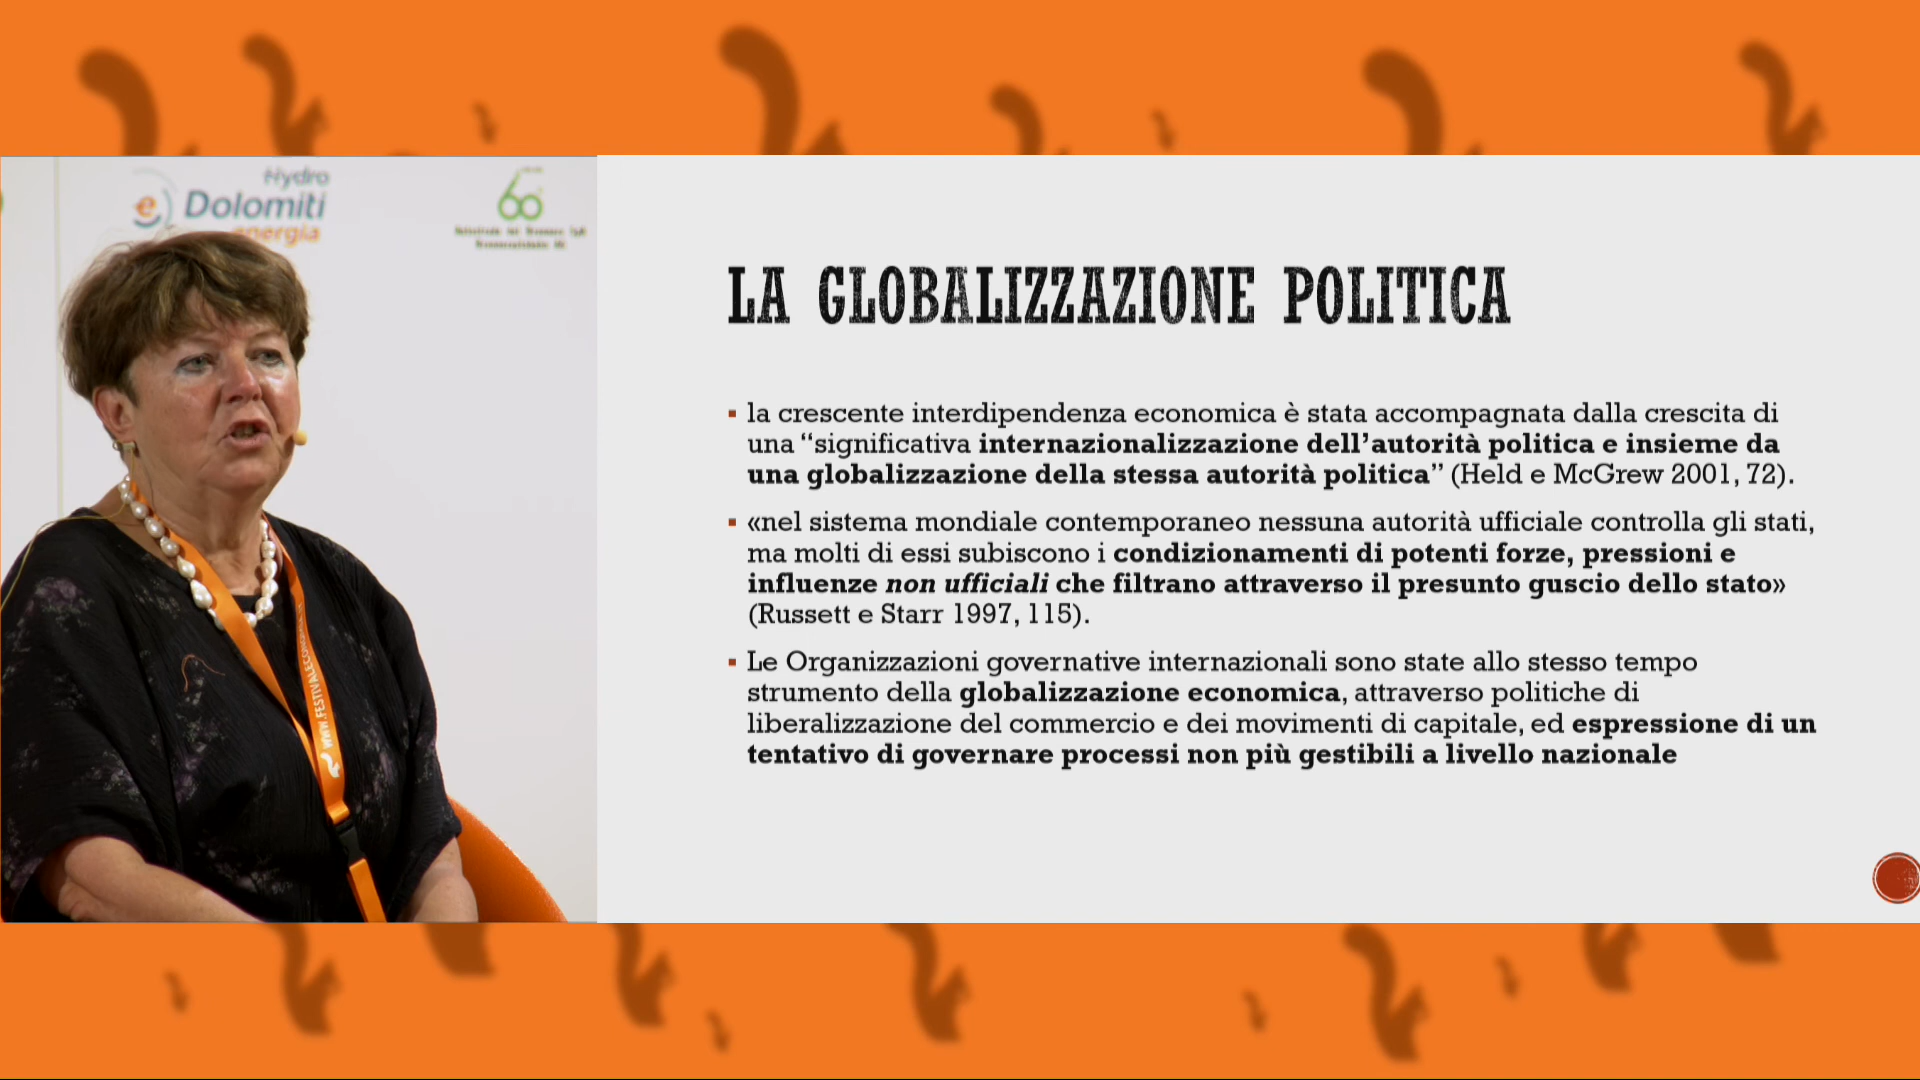 Hydro
Dolomiti
energia
e
60
WWW.FESTIVALECONOMIA
LA GLOBALIZZAZIONE POLITICA
▪ la crescente interdipendenza economica è stata accompagnata dalla crescita di
una “significativa internazionalizzazione dell’autorità politica e insieme da
una globalizzazione della stessa autorità politica” (Held e McGrew 2001, 72).
▪ «nel sistema mondiale contemporaneo nessuna autorità ufficiale controlla gli stati,
ma molti di essi subiscono i condizionamenti di potenti forze, pressioni e
influenze non ufficiali che filtrano attraverso il presunto guscio dello stato»
(Russett e Starr 1997, 115).
▪ Le Organizzazioni governative internazionali sono state allo stesso tempo
strumento della globalizzazione economica, attraverso politiche di
liberalizzazione del commercio e dei movimenti di capitale, ed espressione di un
tentativo di governare processi non più gestibili a livello nazionale